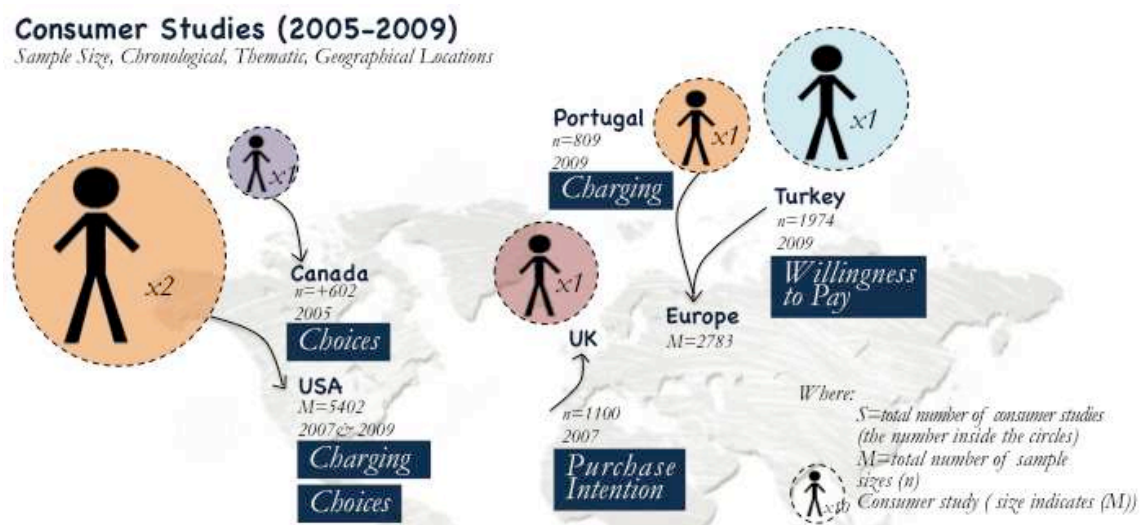 Consumer Studies (2005-2009)
Sample Size, Chronological, Thematic, Geographical Locations
x2
x1
Canada
n=+602
2005
Choices
USA
M=5402
2007& 2009
Charging
Choices
Portugal
n=809
2009
Charging
x1
x1
Turkey
n=1974
2009
Willingness
to Pay
Europe
M=2783
x1
UK
n=1100
2007
Purchase
Intention
Where:
S=total number of consumer studies
(the number inside the circles)
M=total number of sample
sizes (n)
Consumer study ( size indicates (M))